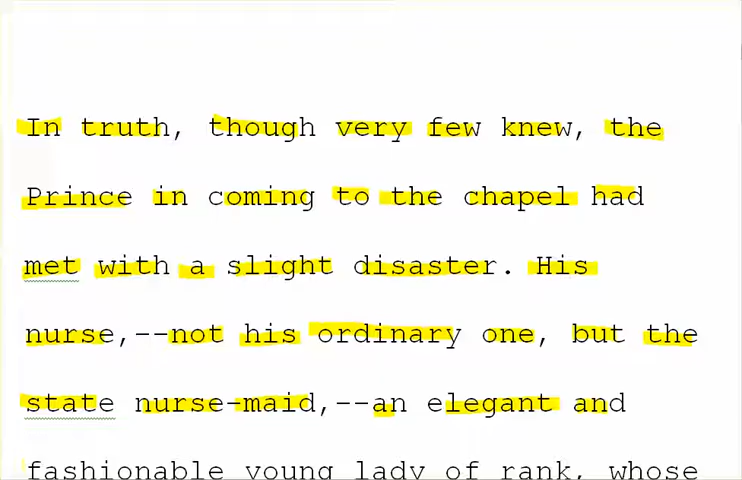 In truth, though very few knew, the
Prince in coming to the chapel had
met with a slight disaster. His
nurse,--not his ordinary one, but the
state nurse-maid,--an elegant and
fashionable young lady of rank, whose